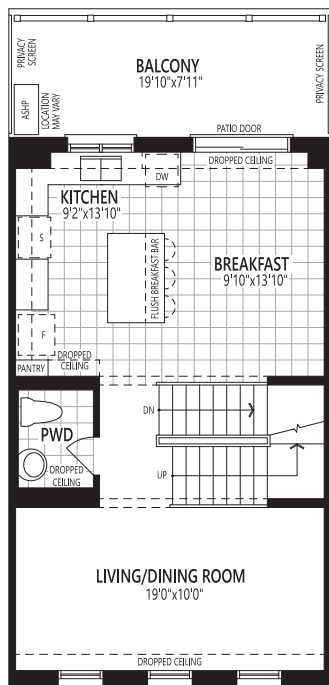 PRIVACY
SCREEN
BALCONY
19'10"x7'11"
PRIVACY SCREEN
ASHP
LOCATION
MAY VARY
PATIO DOOR
DROPPED CEILING
DW
KITCHEN
9'2"x13'10"
S
FLUSH BREAKFAST BAR
BREAKFAST
9'10"x13'10"
F
DROPPED
CEILING
PANTRY
DN
PWD
DROPPED
CEILING
UP
LIVING/DINING ROOM
19'0"x10'0"
DROPPED CEILING